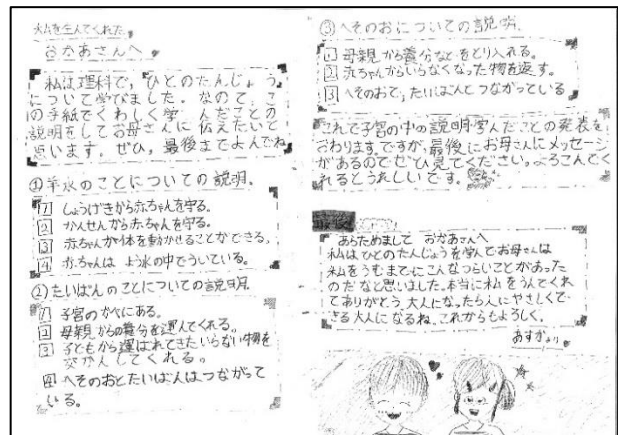 私を生んでくれた。
おかあさんへ。
私は理科で，ひとのたんじょう
について学びました。なので，こ
の手紙でくわしく学んだことの
説明をしてお母さんに伝えたいと
思います。ぜひ，最後までよんでね
①羊水のことについての説明．
1 しょうげきから赤ちゃんを守る。
2 かんせんから赤ちゃんを守る。
3 赤ちゃんが体を動かせることができる。
4 赤ちゃんは よう水の中でういている。
②たいばんのことについての説明
1 子宮のかべにある。
2 母親からの養分を運んでくれる。
3 子どもから運ばれてきたいらない物を
交かんしてくれる。
4 へそのおとたいばんはつながって
いる。
③へそのおについての説明．
1 母親から養分などをとり入れる。
2 赤ちゃんからいらなくなった物を返す。
3 へそのおで，たいばんとつながっている
これで子宮の中の説明学んだことの発表を
おわります。ですが，最後にお母さんにメッセージ
があるのでぜひ見てください。よろこんでく
れるとうれしいです。
最後
あらためまして おかあさんへ
私はひとのたんじょうを学んでお母さんは
私をうむまでにこんなつらいことがあった
のだなと思いました。本当に私をうんでくれ
てありがとう。大人になったら人にやさしくで
きる大人になるね。これからもよろしく。
あすかより。